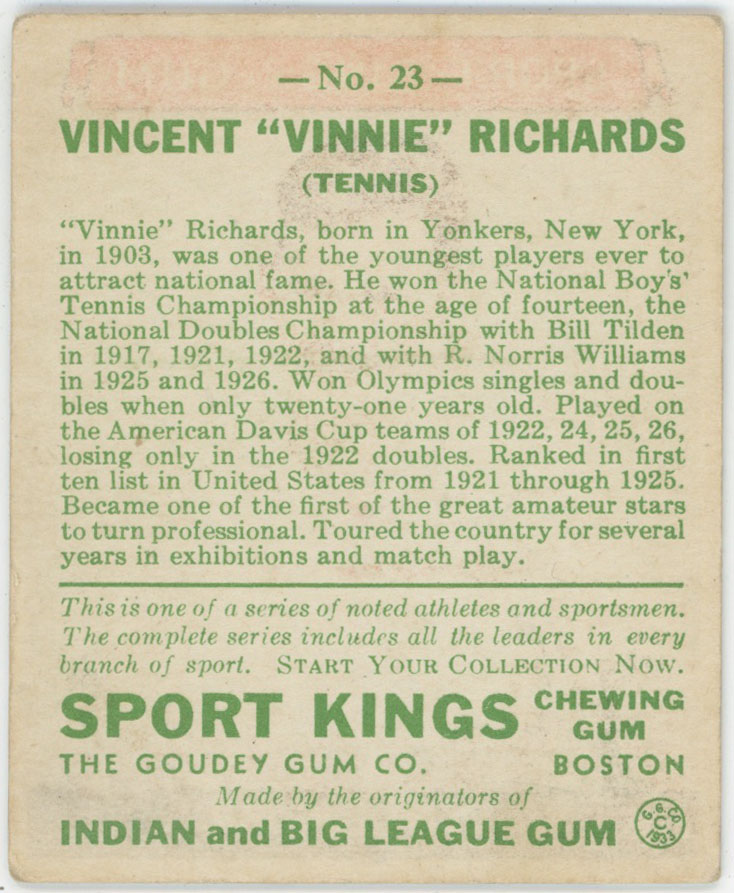 — No. 23 —
VINCENT “VINNIE” RICHARDS
(TENNIS)
“Vinnie” Richards, born in Yonkers, New York,
in 1903, was one of the youngest players ever to
attract national fame. He won the National Boy's'
Tennis Championship at the age of fourteen, the
National Doubles Championship with Bill Tilden
in 1917, 1921, 1922, and with R. Norris Williams
in 1925 and 1926. Won Olympics singles and dou-
bles when only twenty-one years old. Played on
the American Davis Cup teams of 1922, 24, 25, 26,
losing only in the 1922 doubles. Ranked in first
ten list in United States from 1921 through 1925.
Became one of the first of the great amateur stars
to turn professional. Toured the country for several
years in exhibitions and match play.
This is one of a series of noted athletes and sportsmen.
The complete series includes all the leaders in every
branch of sport. START YOUR COLLECTION NOW.
SPORT KINGS CHEWING GUM
THE GOUDEY GUM CO. BOSTON
Made by the originators of
INDIAN and BIG LEAGUE GUM
G. G. CO. C 1933